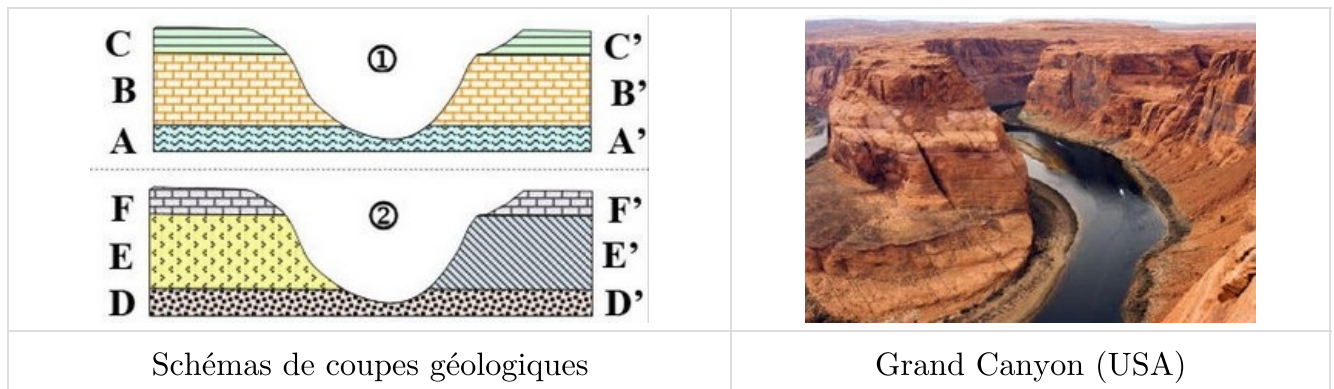 C ① C’
B B’
A A’
F ② F’
E E’
D D’
Schémas de coupes géologiques
Grand Canyon (USA)